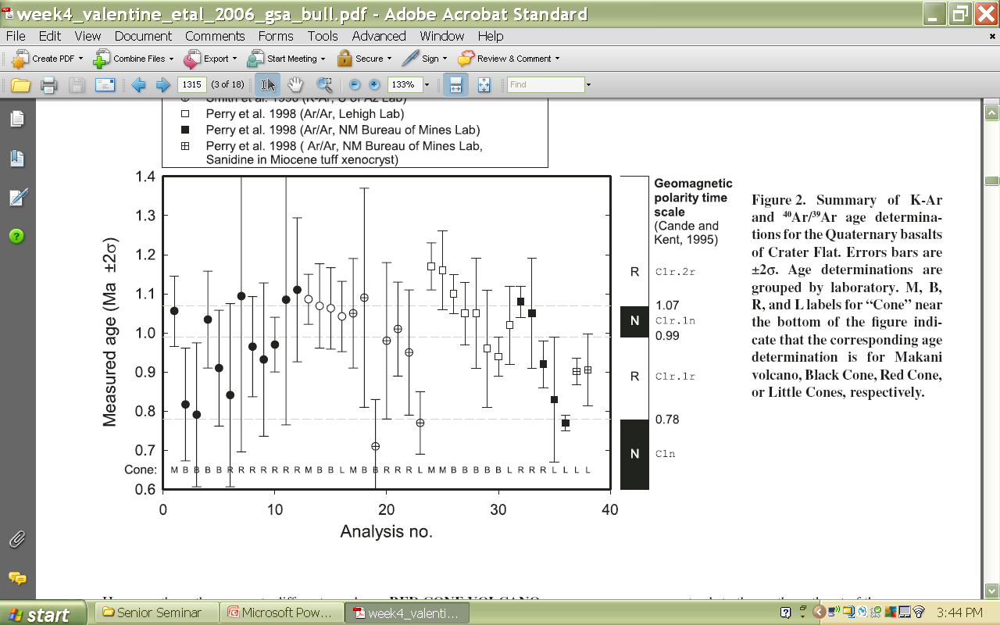 week4_valentine_etal_2006_gsa_bull.pdf - Adobe Acrobat Standard
File Edit View Document Comments Forms Tools Advanced Window Help
Create PDF Combine Files Export Start Meeting Secure Sign Review & Comment
1315 (3 of 18) 133% Find
Perry et al. 1998 (Ar/Ar, Lehigh Lab)
Perry et al. 1998 (Ar/Ar, NM Bureau of Mines Lab)
Perry et al. 1998 ( Ar/Ar, NM Bureau of Mines Lab,
Sanidine in Miocene tuff xenocryst)
1.4
1.3
1.2
1.1
1.0
0.9
0.8
0.7
0.6
Measured age (Ma ±2σ)
Cone: M B B B B R R R R R R R M B B L M B B R R R L M M B B B B B L R R R L L L L
0 10 20 30 40
Analysis no.
Geomagnetic
polarity time
scale
(Cande and
Kent, 1995)
R C1r.2r
1.07
N C1r.1n
0.99
R C1r.1r
0.78
N C1n
Figure 2. Summary of K-Ar
and ⁴⁰Ar/³⁹Ar age determina-
tions for the Quaternary basalts
of Crater Flat. Errors bars are
±2σ. Age determinations are
grouped by laboratory. M, B,
R, and L labels for “Cone” near
the bottom of the figure indi-
cate that the corresponding age
determination is for Makani
volcano, Black Cone, Red Cone,
or Little Cones, respectively.
start Senior Seminar Microsoft Pow... week4_valenti... 3:44 PM